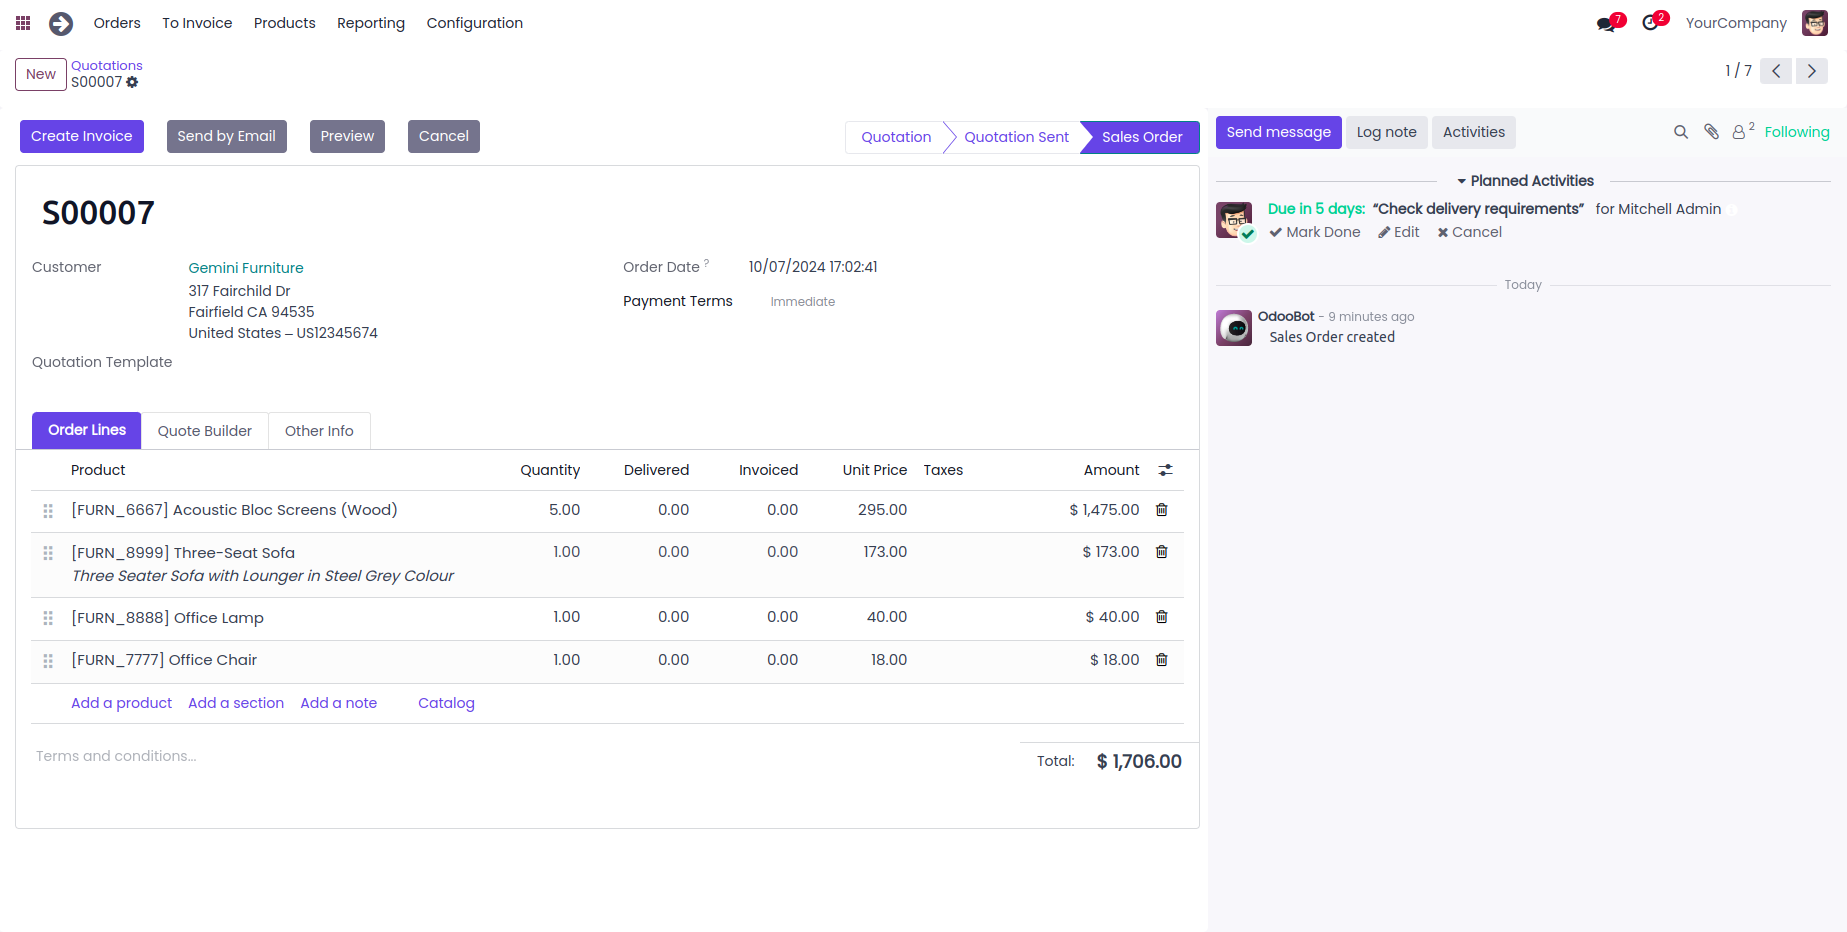 Orders To Invoice Products Reporting Configuration
7 2 YourCompany
New
Quotations
S00007
1 / 7
Create Invoice Send by Email Preview Cancel
Quotation Quotation Sent Sales Order
S00007
Customer
Gemini Furniture
317 Fairchild Dr
Fairfield CA 94535
United States – US12345674
Order Date ? 10/07/2024 17:02:41
Payment Terms Immediate
Quotation Template
Order Lines Quote Builder Other Info
Product Quantity Delivered Invoiced Unit Price Taxes Amount
[FURN_6667] Acoustic Bloc Screens (Wood) 5.00 0.00 0.00 295.00 $ 1,475.00
[FURN_8999] Three-Seat Sofa 1.00 0.00 0.00 173.00 $ 173.00
Three Seater Sofa with Lounger in Steel Grey Colour
[FURN_8888] Office Lamp 1.00 0.00 0.00 40.00 $ 40.00
[FURN_7777] Office Chair 1.00 0.00 0.00 18.00 $ 18.00
Add a product Add a section Add a note Catalog
Terms and conditions...
Total: $ 1,706.00
Send message Log note Activities
2 Following
Planned Activities
Due in 5 days: “Check delivery requirements” for Mitchell Admin
Mark Done Edit Cancel
Today
OdooBot - 9 minutes ago
Sales Order created